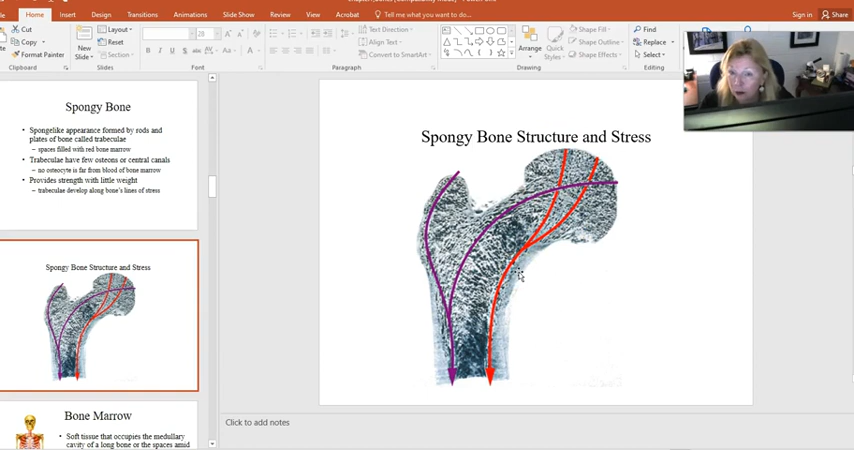 Home Insert Design Transitions Animations Slide Show Review View Acrobat Tell me what you want to do... Sign in Share
Cut
Copy
Format Painter
New
Slide
Layout
Reset
Section
Text Direction
Align Text
Convert to SmartArt
Arrange
Quick
Styles
Shape Fill
Shape Outline
Shape Effects
Find
Replace
Select
Clipboard Slides Font Paragraph Drawing Editing
Spongy Bone
• Spongelike appearance formed by rods and
plates of bone called trabeculae
– spaces filled with red bone marrow
• Trabeculae have few osteons or central canals
– no osteocyte is far from blood of bone marrow
• Provides strength with little weight
– trabeculae develop along bone's lines of stress
Spongy Bone Structure and Stress
Bone Marrow
• Soft tissue that occupies the medullary
cavity of a long bone or the spaces amid
Spongy Bone Structure and Stress
Click to add notes